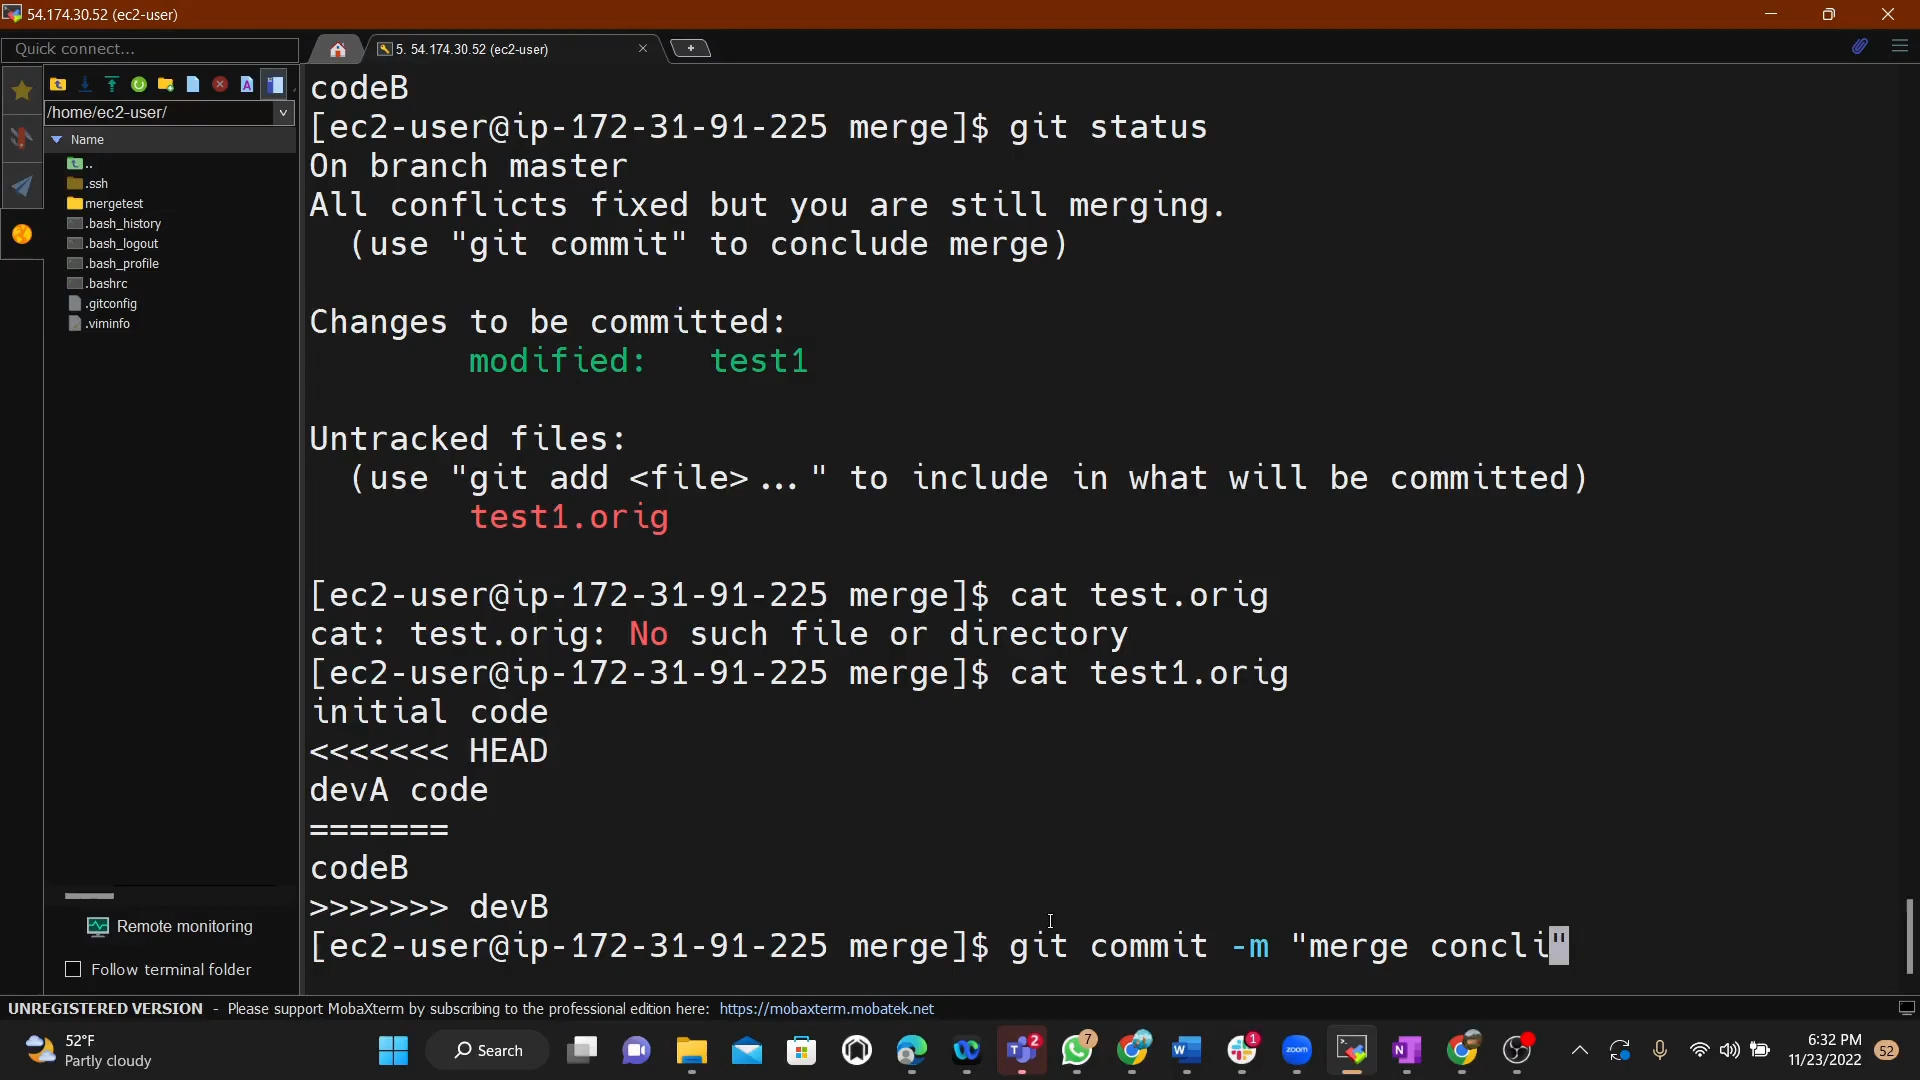 54.174.30.52 (ec2-user)
Quick connect...
5. 54.174.30.52 (ec2-user)
/home/ec2-user/
Name
..
.ssh
mergetest
.bash_history
.bash_logout
.bash_profile
.bashrc
.gitconfig
.viminfo
Remote monitoring
Follow terminal folder
codeB
[ec2-user@ip-172-31-91-225 merge]$ git status
On branch master
All conflicts fixed but you are still merging.
(use "git commit" to conclude merge)
Changes to be committed:
modified: test1
Untracked files:
(use "git add <file>..." to include in what will be committed)
test1.orig
[ec2-user@ip-172-31-91-225 merge]$ cat test.orig
cat: test.orig: No such file or directory
[ec2-user@ip-172-31-91-225 merge]$ cat test1.orig
initial code
<<<<<<< HEAD
devA code
=======
codeB
>>>>>>> devB
[ec2-user@ip-172-31-91-225 merge]$ git commit -m "merge concli"
UNREGISTERED VERSION - Please support MobaXterm by subscribing to the professional edition here: https://mobaxterm.mobatek.net
52°F
Partly cloudy
Search
2
7
1
zoom
6:32 PM
11/23/2022
52